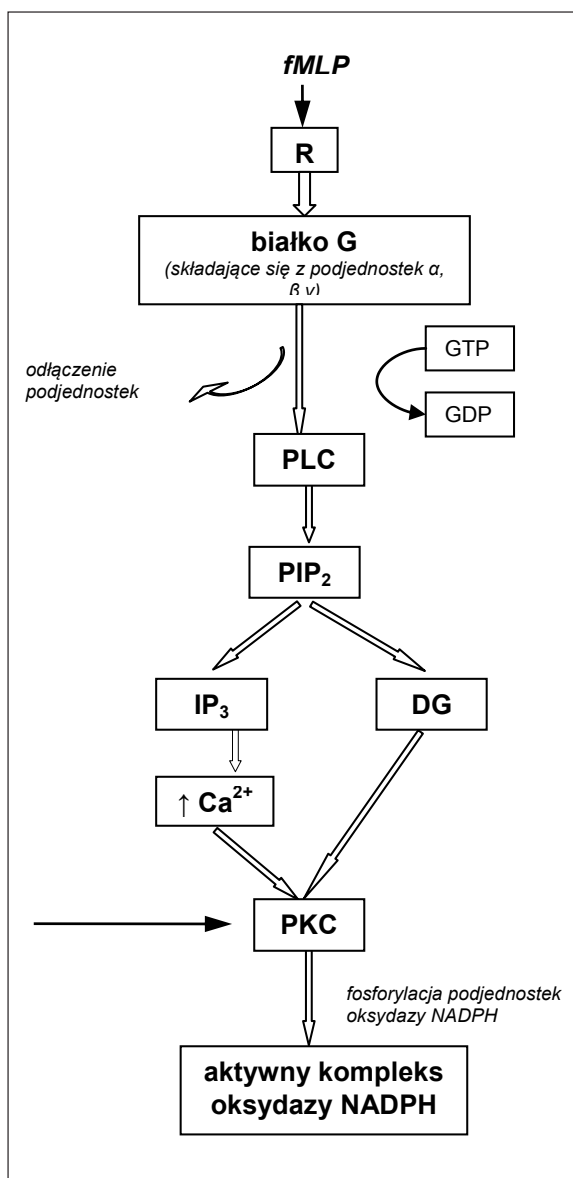 fMLP
R
białko G
(składające się z podjednostek α,
β γ)
odłączenie
podjednostek
GTP
GDP
PLC
PIP₂
IP₃
DG
↑ Ca²⁺
PKC
fosforylacja podjednostek
oksydazy NADPH
aktywny kompleks
oksydazy NADPH